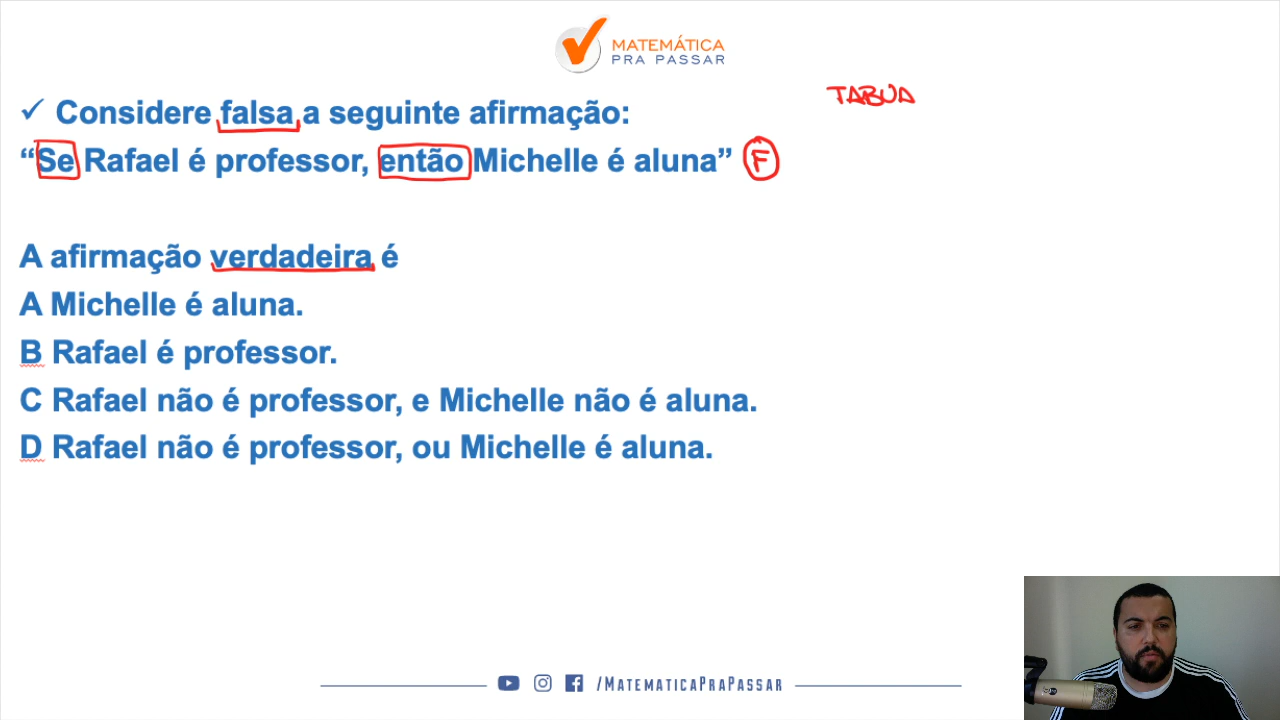 MATEMÁTICA
PRA PASSAR
TABUA
✓ Considere falsa a seguinte afirmação:
“Se Rafael é professor, então Michelle é aluna” F
A afirmação verdadeira é
A Michelle é aluna.
B Rafael é professor.
C Rafael não é professor, e Michelle não é aluna.
D Rafael não é professor, ou Michelle é aluna.
/MATEMATICAPRAPASSAR